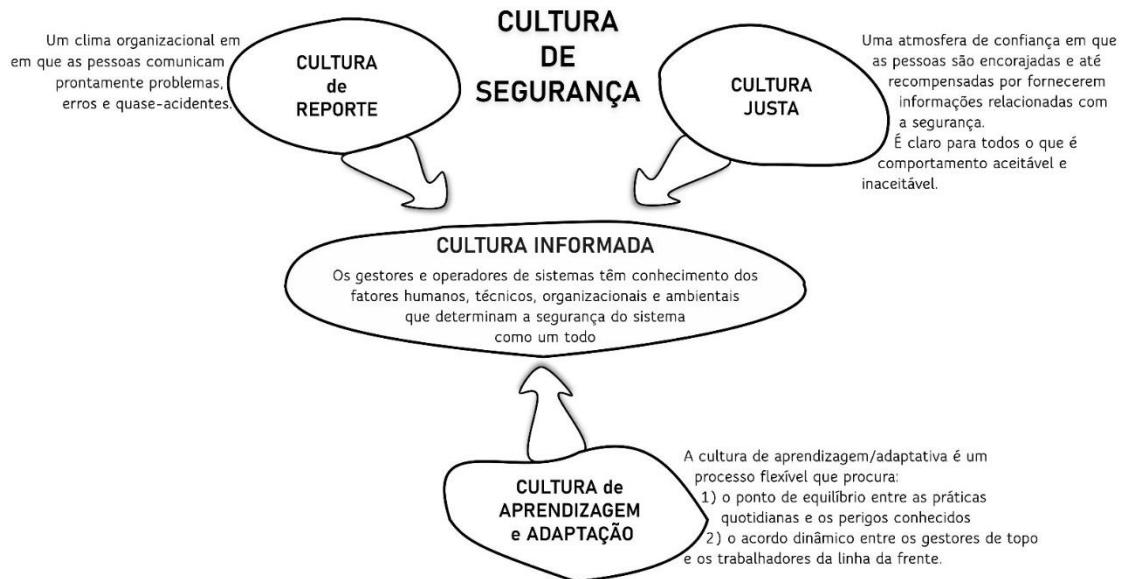 CULTURA
DE
SEGURANÇA
Um clima organizacional em
em que as pessoas comunicam
prontamente problemas,
erros e quase-acidentes.
CULTURA
de
REPORTE
CULTURA
JUSTA
Uma atmosfera de confiança em que
as pessoas são encorajadas e até
recompensadas por fornecerem
informações relacionadas com
a segurança.
É claro para todos o que é
comportamento aceitável e
inaceitável.
CULTURA INFORMADA
Os gestores e operadores de sistemas têm conhecimento dos
fatores humanos, técnicos, organizacionais e ambientais
que determinam a segurança do sistema
como um todo
CULTURA de
APRENDIZAGEM
e ADAPTAÇÃO
A cultura de aprendizagem/adaptativa é um
processo flexível que procura:
1) o ponto de equilíbrio entre as práticas
quotidianas e os perigos conhecidos
2) o acordo dinâmico entre os gestores de topo
e os trabalhadores da linha da frente.